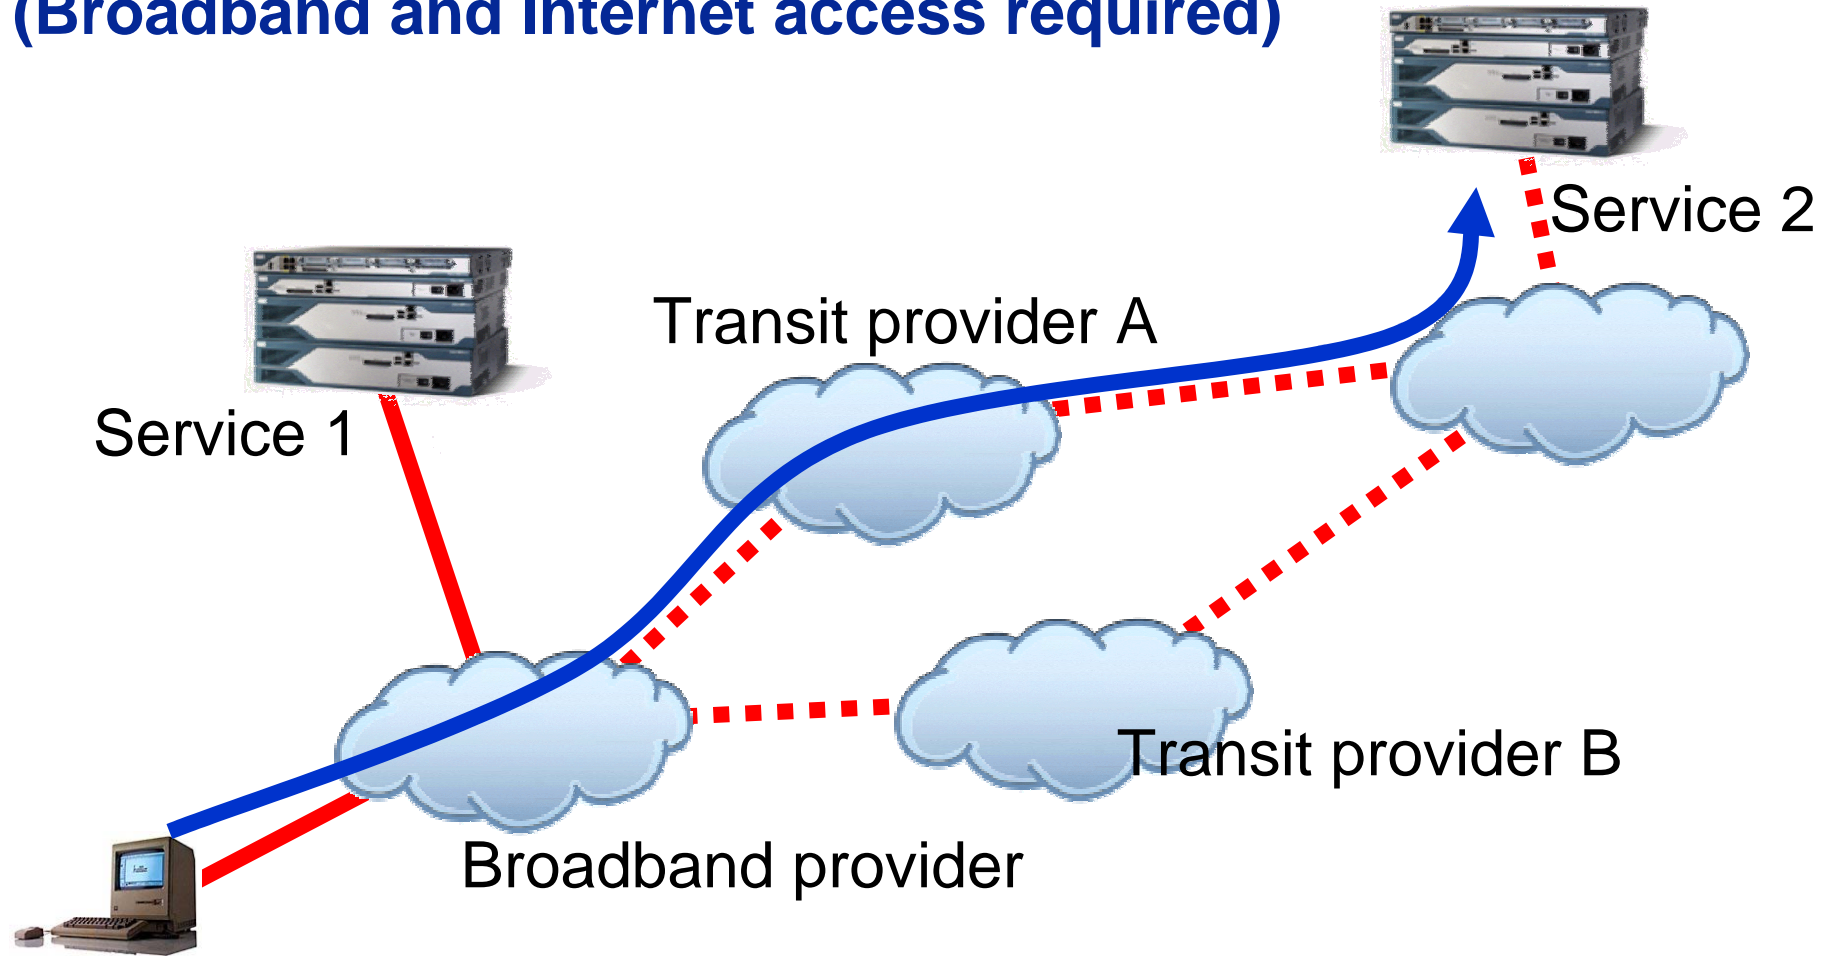 (Broadband and Internet access required)
Service 2
Transit provider A
Service 1
Transit provider B
Broadband provider